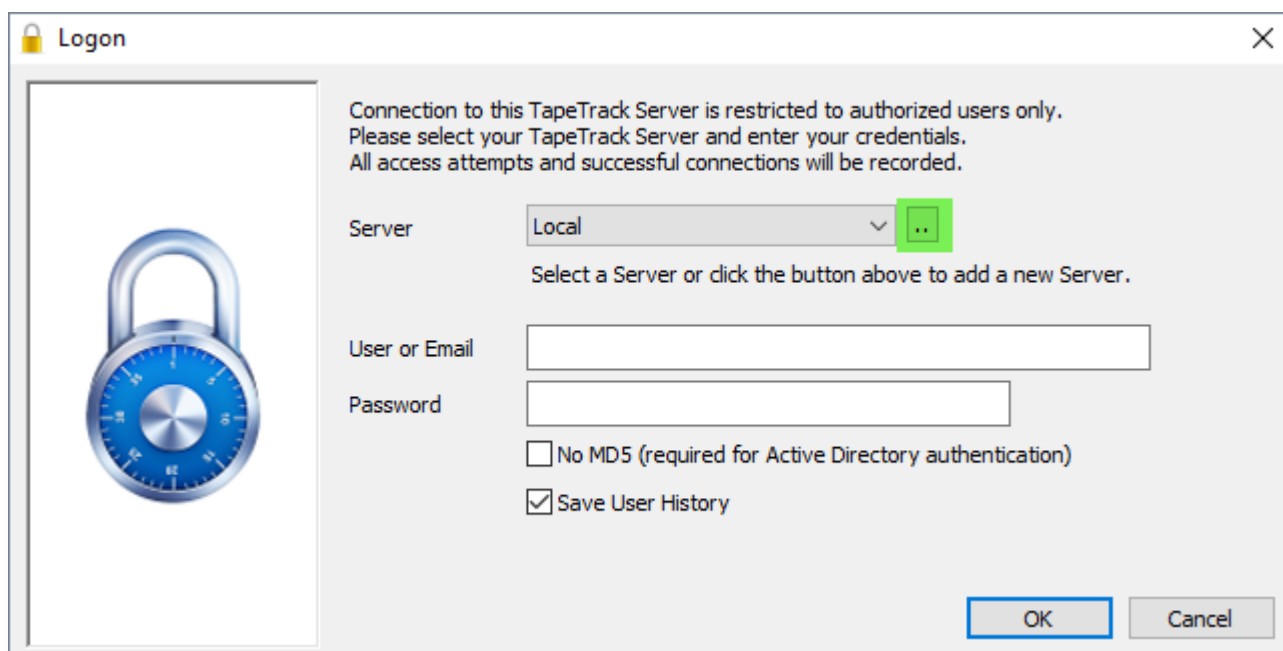 Logon
Connection to this TapeTrack Server is restricted to authorized users only.
Please select your TapeTrack Server and enter your credentials.
All access attempts and successful connections will be recorded.
Server
Local
..
Select a Server or click the button above to add a new Server.
User or Email
Password
No MD5 (required for Active Directory authentication)
Save User History
OK
Cancel